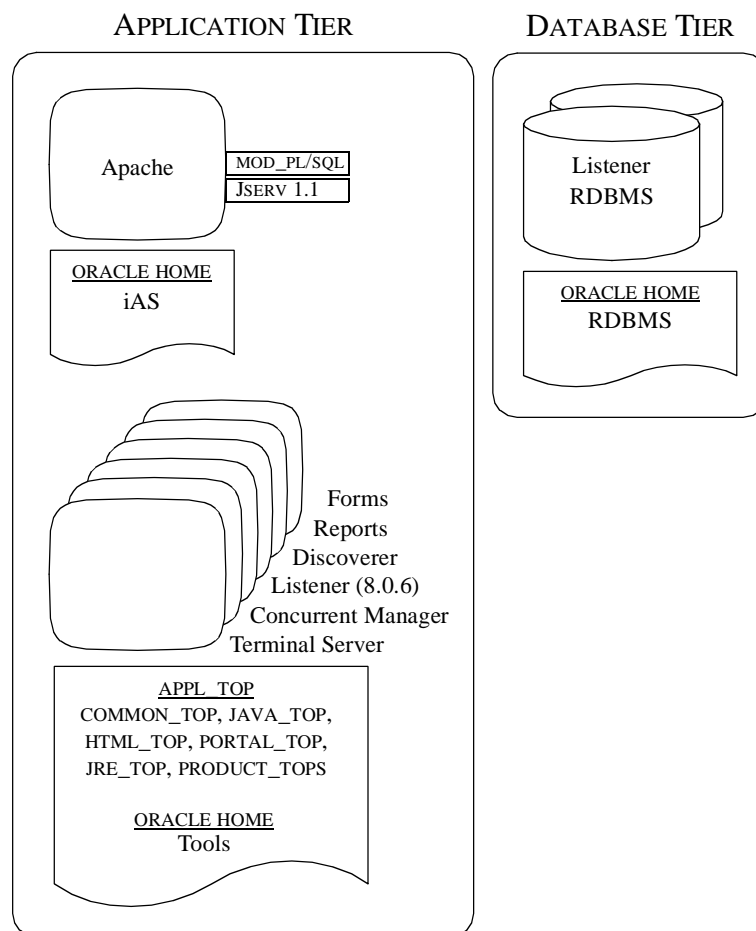 APPLICATION TIER
Apache
MOD_PL/SQL
JSERV 1.1
ORACLE HOME
iAS
Forms
Reports
Discoverer
Listener (8.0.6)
Concurrent Manager
Terminal Server
APPL_TOP
COMMON_TOP, JAVA_TOP,
HTML_TOP, PORTAL_TOP,
JRE_TOP, PRODUCT_TOPS
ORACLE HOME
Tools
DATABASE TIER
Listener
RDBMS
ORACLE HOME
RDBMS